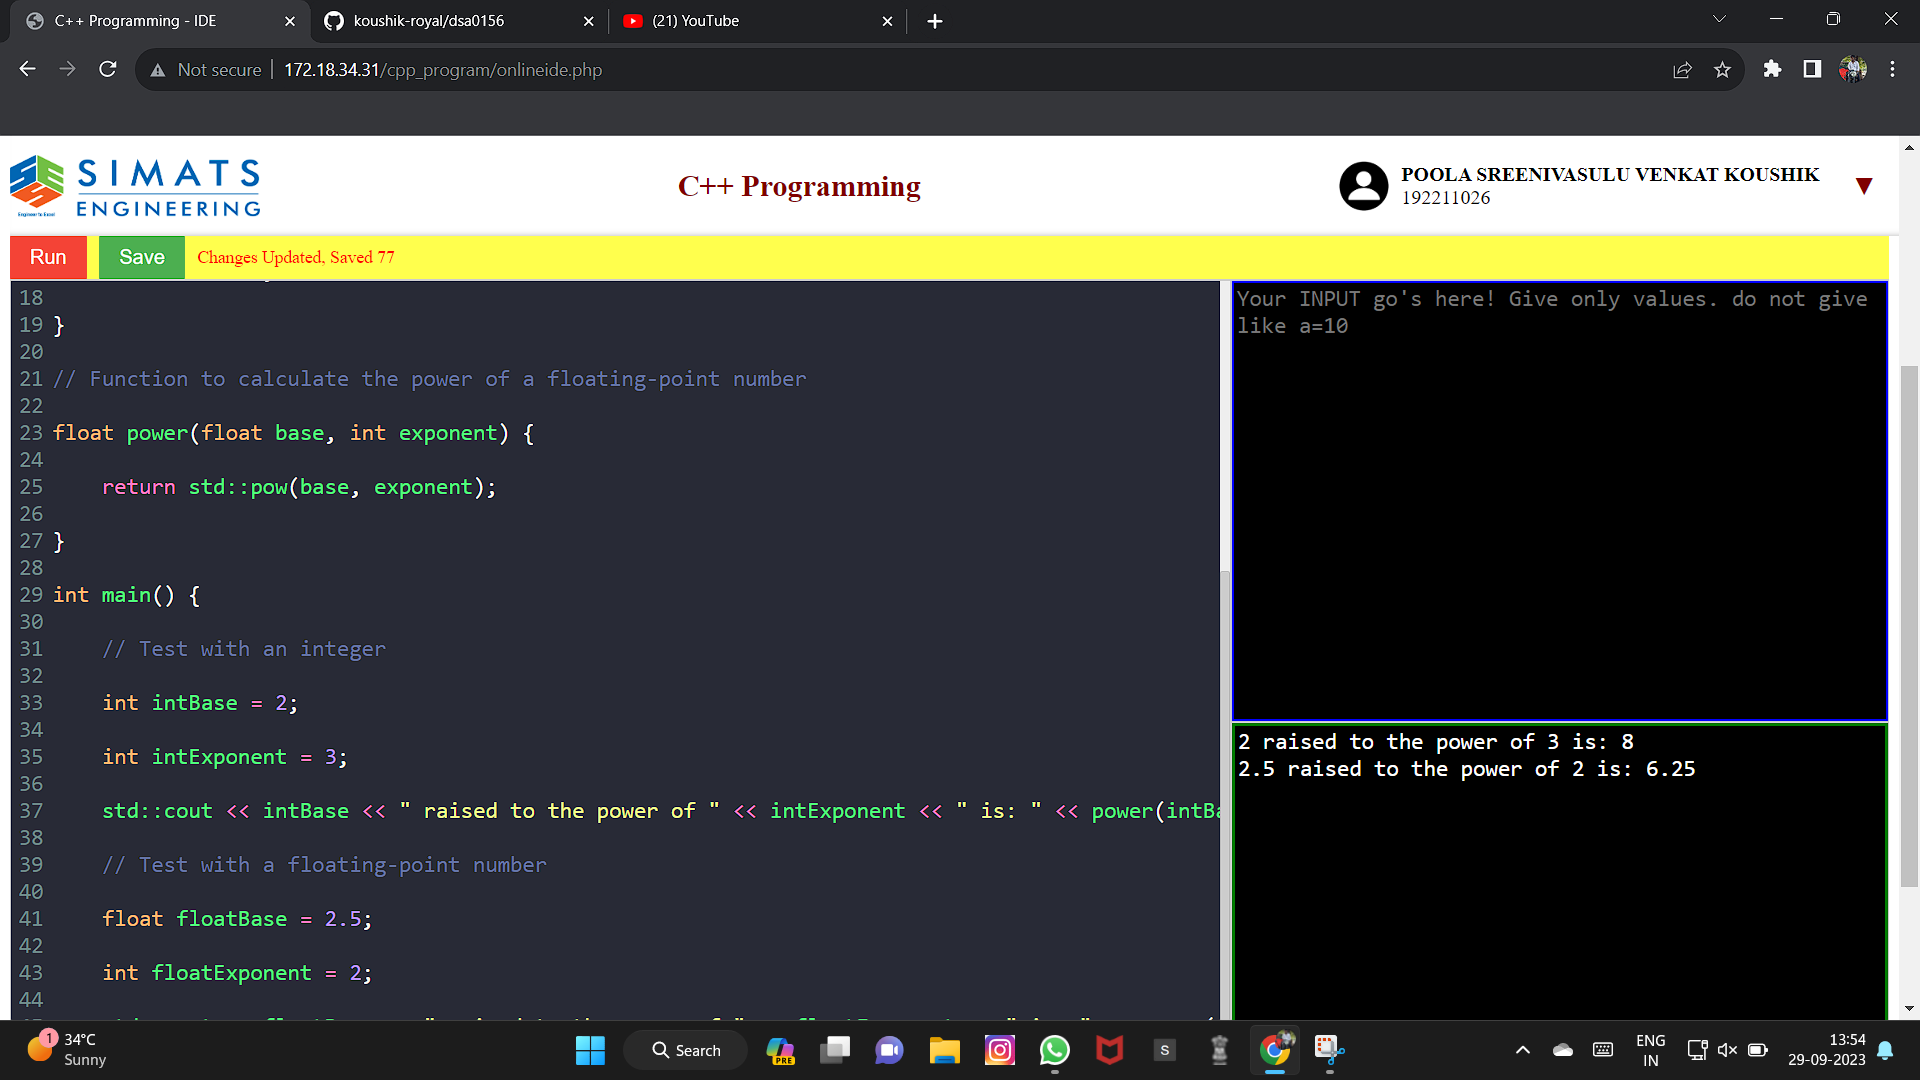 C++ Programming - IDE
koushik-royal/dsa0156
(21) YouTube
Not secure
172.18.34.31/cpp_program/onlineide.php
SIMATS
ENGINEERING
Engineer to Excel
C++ Programming
POOLA SREENIVASULU VENKAT KOUSHIK
192211026
Run
Save
Changes Updated, Saved 77
18
19 }
20
21 // Function to calculate the power of a floating-point number
22
23 float power(float base, int exponent) {
24
25 return std::pow(base, exponent);
26
27 }
28
29 int main() {
30
31 // Test with an integer
32
33 int intBase = 2;
34
35 int intExponent = 3;
36
37 std::cout << intBase << " raised to the power of " << intExponent << " is: " << power(intBa
38
39 // Test with a floating-point number
40
41 float floatBase = 2.5;
42
43 int floatExponent = 2;
44
Your INPUT go's here! Give only values. do not give
like a=10
2 raised to the power of 3 is: 8
2.5 raised to the power of 2 is: 6.25
1
34°C
Sunny
Search
PRE
S
ENG
IN
13:54
29-09-2023